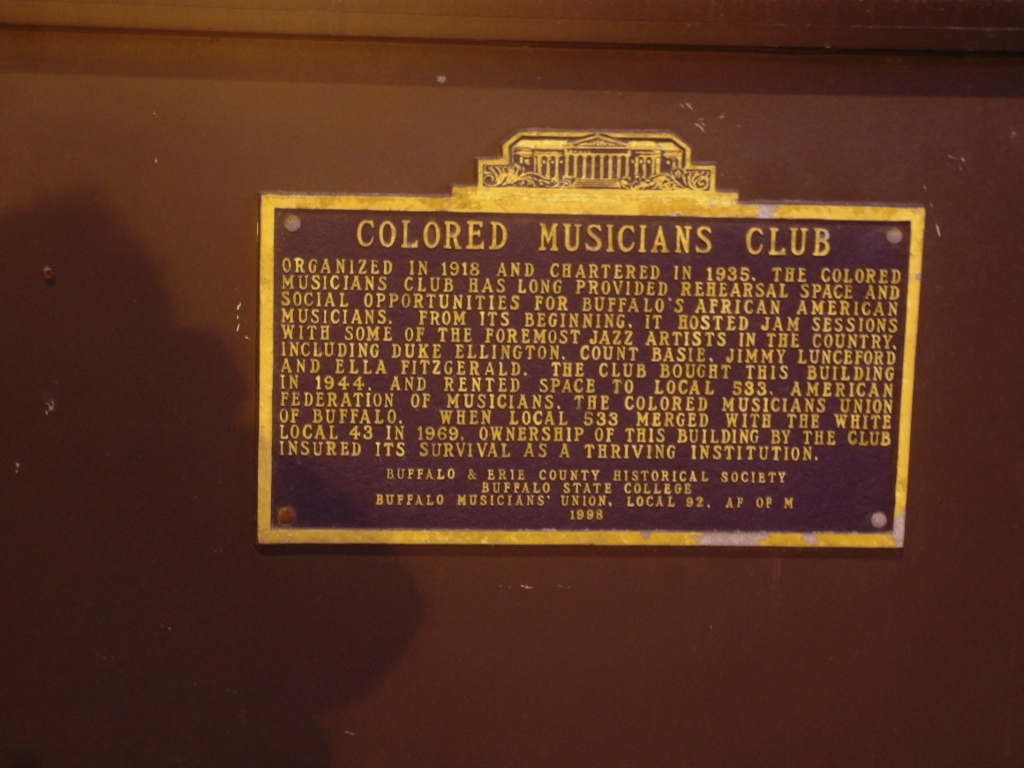 COLORED MUSICIANS CLUB
ORGANIZED IN 1918 AND CHARTERED IN 1935, THE COLORED
MUSICIANS CLUB HAS LONG PROVIDED REHEARSAL SPACE AND
SOCIAL OPPORTUNITIES FOR BUFFALO'S AFRICAN AMERICAN
MUSICIANS. FROM ITS BEGINNING, IT HOSTED JAM SESSIONS
WITH SOME OF THE FOREMOST JAZZ ARTISTS IN THE COUNTRY,
INCLUDING DUKE ELLINGTON, COUNT BASIE, JIMMY LUNCEFORD
AND ELLA FITZGERALD. THE CLUB BOUGHT THIS BUILDING
IN 1944, AND RENTED SPACE TO LOCAL 533, AMERICAN
FEDERATION OF MUSICIANS, THE COLORED MUSICIANS UNION
OF BUFFALO. WHEN LOCAL 533 MERGED WITH THE WHITE
LOCAL 43 IN 1969, OWNERSHIP OF THIS BUILDING BY THE CLUB
INSURED ITS SURVIVAL AS A THRIVING INSTITUTION.
BUFFALO & ERIE COUNTY HISTORICAL SOCIETY
BUFFALO STATE COLLEGE
BUFFALO MUSICIANS' UNION, LOCAL 92, AF OF M
1998